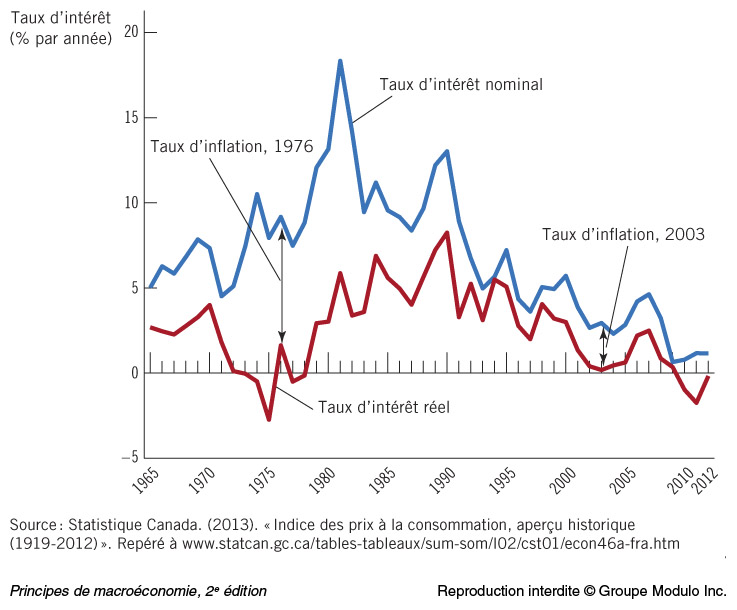 Taux d’intérêt
(% par année)
20
15
10
5
0
–5
Taux d’intérêt nominal
Taux d’inflation, 1976
Taux d’inflation, 2003
Taux d’intérêt réel
1965
1970
1975
1980
1985
1990
1995
2000
2005
2010
2012
Source : Statistique Canada. (2013). « Indice des prix à la consommation, aperçu historique
(1919-2012) ». Repéré à www.statcan.gc.ca/tables-tableaux/sum-som/l02/cst01/econ46a-fra.htm
Principes de macroéconomie, 2e édition
Reproduction interdite © Groupe Modulo Inc.